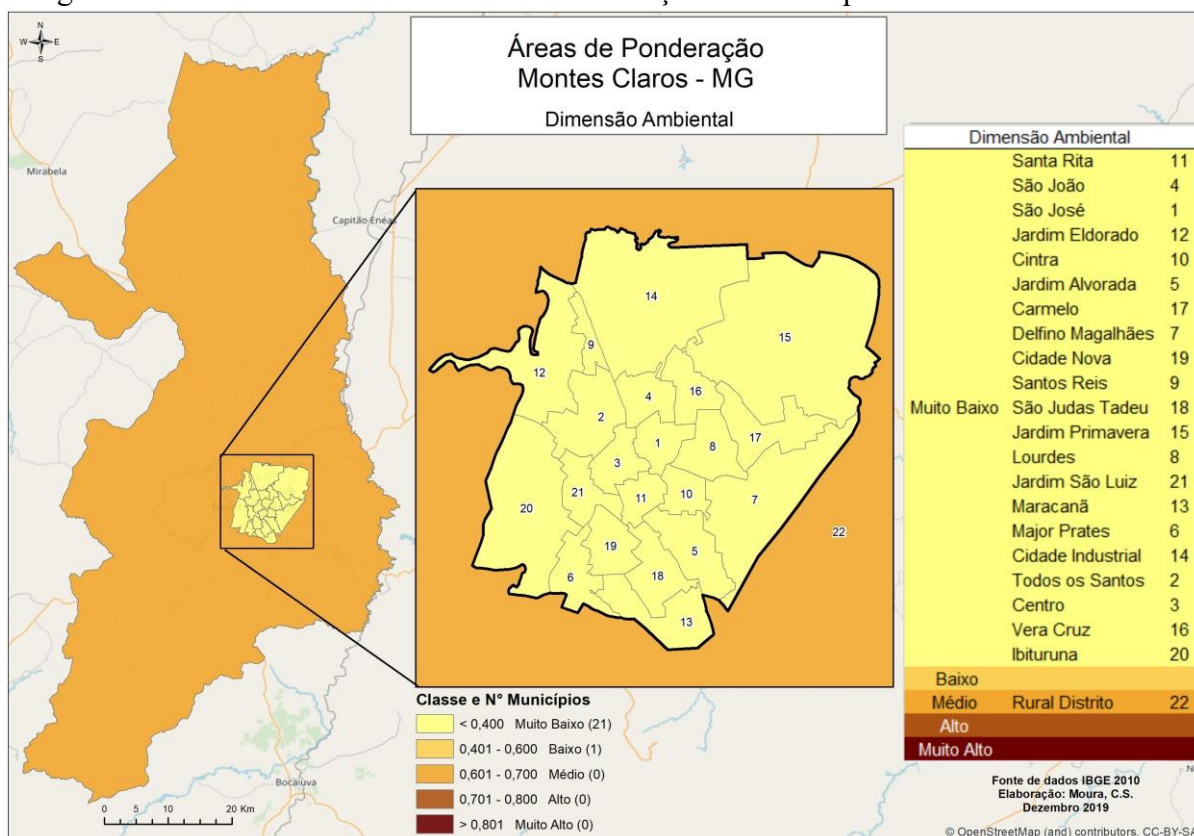 N
W E
S
Áreas de Ponderação
Montes Claros - MG
Dimensão Ambiental
Mirabela
Capitão Enéas
Bocaiuva
14
15
9
12
4
16
2
1
8
17
3
21
11
10
7
20
22
19
5
6
18
13
Dimensão Ambiental
Santa Rita 11
São João 4
São José 1
Jardim Eldorado 12
Cintra 10
Jardim Alvorada 5
Carmelo 17
Delfino Magalhães 7
Cidade Nova 19
Santos Reis 9
Muito Baixo São Judas Tadeu 18
Jardim Primavera 15
Lourdes 8
Jardim São Luiz 21
Maracanã 13
Major Prates 6
Cidade Industrial 14
Todos os Santos 2
Centro 3
Vera Cruz 16
Ibituruna 20
Baixo
Médio Rural Distrito 22
Alto
Muito Alto
Classe e N° Municípios
< 0,400 Muito Baixo (21)
0,401 - 0,600 Baixo (1)
0,601 - 0,700 Médio (0)
0,701 - 0,800 Alto (0)
> 0,801 Muito Alto (0)
0 5 10 20 Km
Fonte de dados IBGE 2010
Elaboração: Moura, C.S.
Dezembro 2019
© OpenStreetMap (and) contributors, CC-BY-SA